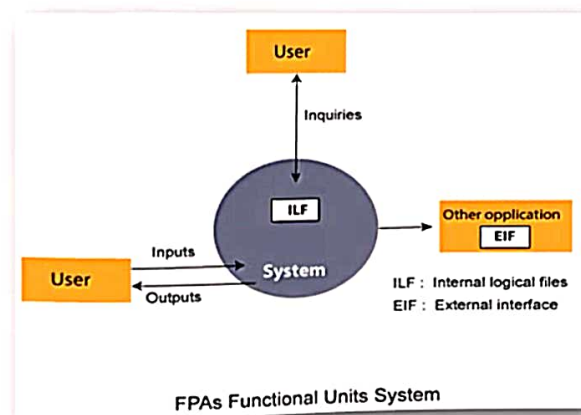 User
Inquiries
ILF
Other opplication
EIF
Inputs
User
System
Outputs
ILF : Internal logical files
EIF : External interface
FPAs Functional Units System